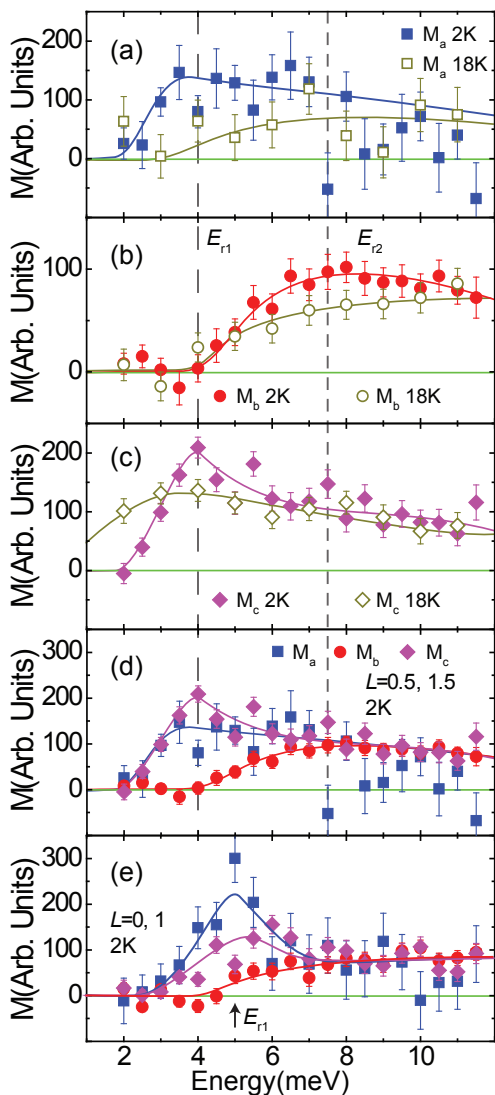 (a)
M_a 2K
M_a 18K
200
100
0
M(Arb. Units)
(b)
E_r1
E_r2
100
0
M(Arb. Units)
M_b 2K
M_b 18K
(c)
200
100
0
M(Arb. Units)
M_c 2K
M_c 18K
(d)
M_a M_b M_c
L=0.5, 1.5
2K
300
200
100
0
M(Arb. Units)
(e)
L=0, 1
2K
300
200
100
0
M(Arb. Units)
E_r1
2 4 6 8 10
Energy(meV)